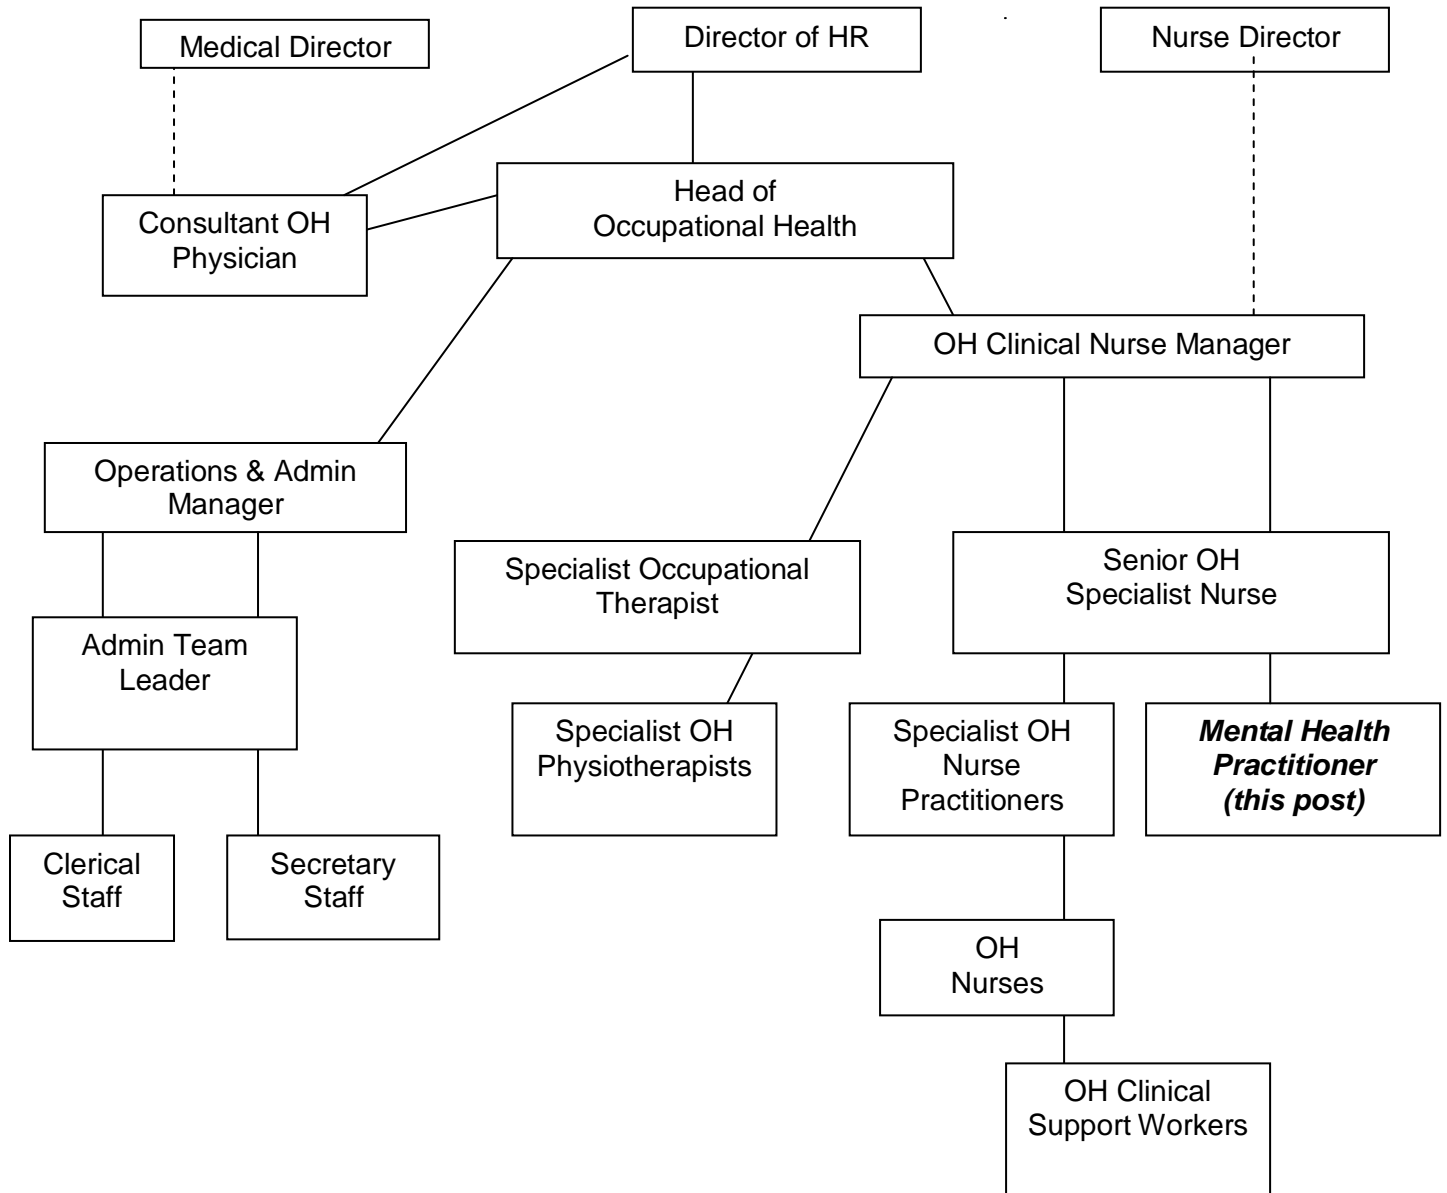 Medical Director
Director of HR
Nurse Director
Head of
Occupational Health
Consultant OH
Physician
OH Clinical Nurse Manager
Operations & Admin
Manager
Specialist Occupational
Therapist
Senior OH
Specialist Nurse
Admin Team
Leader
Specialist OH
Physiotherapists
Specialist OH
Nurse
Practitioners
Mental Health
Practitioner
(this post)
Clerical
Staff
Secretary
Staff
OH
Nurses
OH Clinical
Support Workers